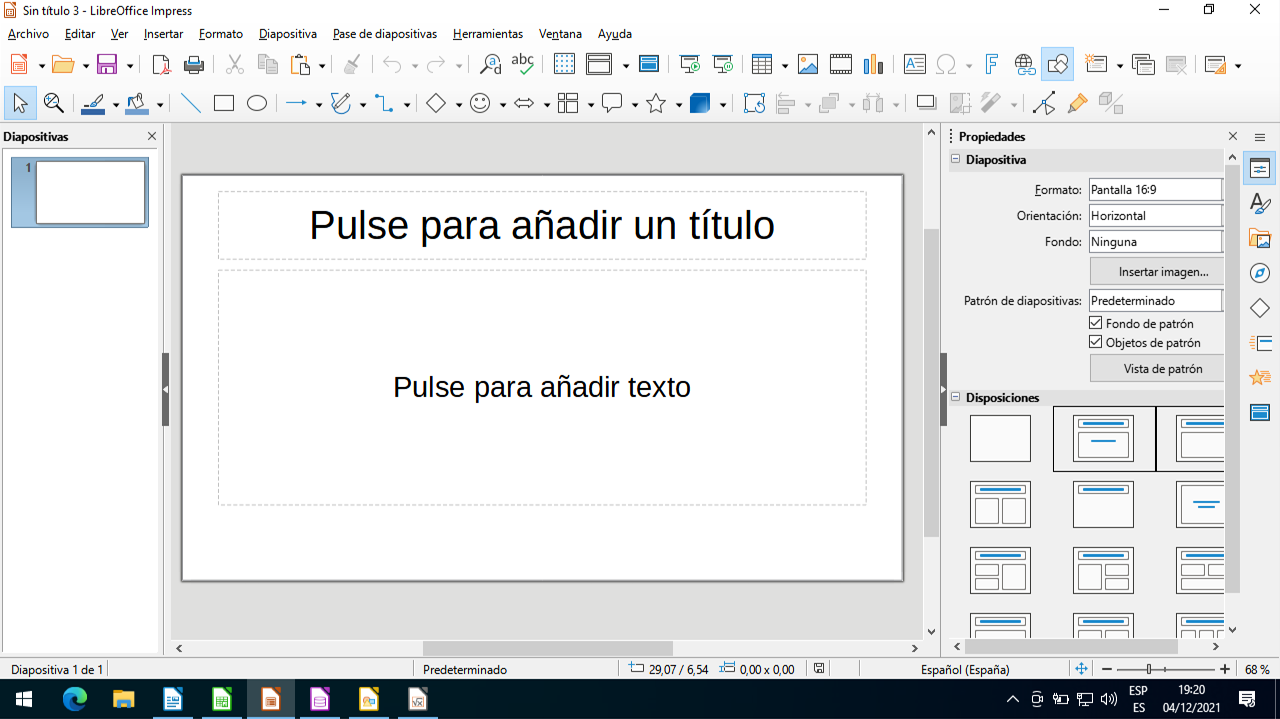 Sin título 3 - LibreOffice Impress
Archivo Editar Ver Insertar Formato Diapositiva Pase de diapositivas Herramientas Ventana Ayuda
Diapositivas
1
Pulse para añadir un título
Pulse para añadir texto
Propiedades
Diapositiva
Formato: Pantalla 16:9
Orientación: Horizontal
Fondo: Ninguna
Insertar imagen...
Patrón de diapositivas: Predeterminado
Fondo de patrón
Objetos de patrón
Vista de patrón
Disposiciones
Diapositiva 1 de 1 Predeterminado 29,07 / 6,54 0,00 x 0,00 Español (España) 68 %
ESP 19:20
ES 04/12/2021